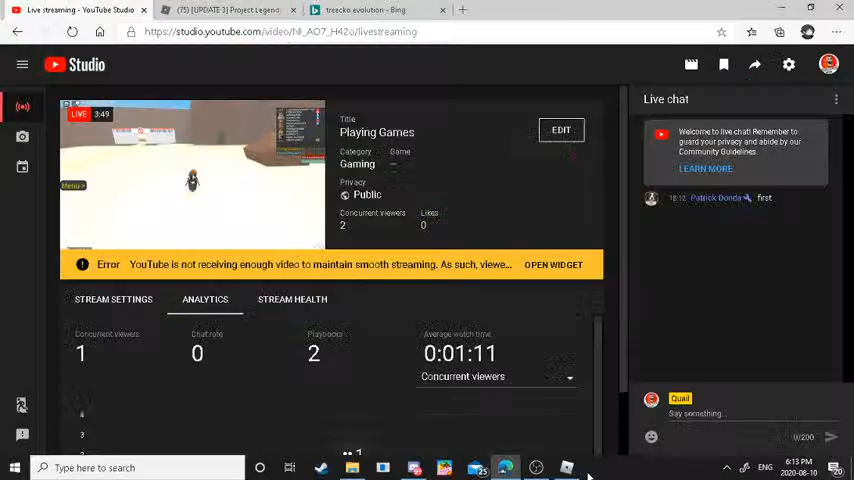 Live streaming - YouTube Studio
(75) [UPDATE 3] Project Legend
treecko evolution - Bing
https://studio.youtube.com/video/NI_AO7_H42o/livestreaming
Studio
LIVE 3:49
Menu >
Title
Playing Games
EDIT
Category Game
Gaming —
Privacy
Public
Concurrent viewers Likes
2 0
Error YouTube is not receiving enough video to maintain smooth streaming. As such, viewe... OPEN WIDGET
STREAM SETTINGS ANALYTICS STREAM HEALTH
Concurrent viewers Chat rate Playbacks Average watch time
1 0 2 0:01:11
Concurrent viewers
4
3
1
Live chat
Welcome to live chat! Remember to
guard your privacy and abide by our
Community Guidelines.
LEARN MORE
18:12 Patrick Donda first
Quail
Say something...
0/200
Type here to search
25
ENG
6:13 PM
2020-08-10
20